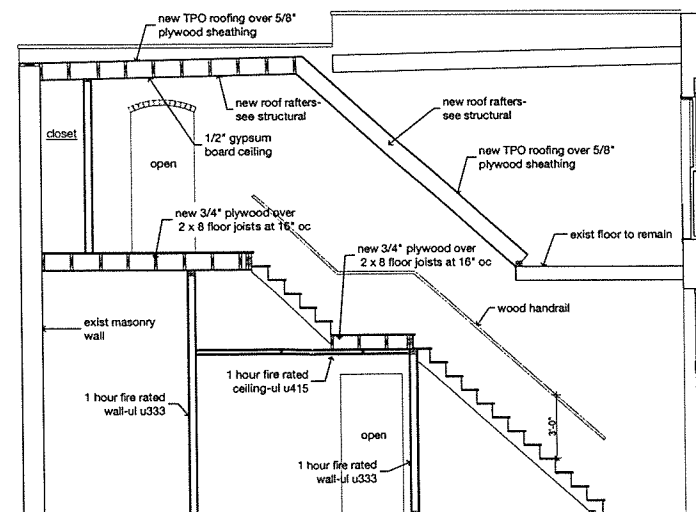 new TPO roofing over 5/8"
plywood sheathing
new roof rafters-
see structural
new roof rafters-
see structural
closet
1/2" gypsum
board ceiling
open
new TPO roofing over 5/8"
plywood sheathing
new 3/4" plywood over
2 x 8 floor joists at 16" oc
new 3/4" plywood over
2 x 8 floor joists at 16" oc
exist floor to remain
wood handrail
exist masonry
wall
1 hour fire rated
ceiling-ul u415
1 hour fire rated
wall-ul u333
open
3'-0"
1 hour fire rated
wall-ul u333